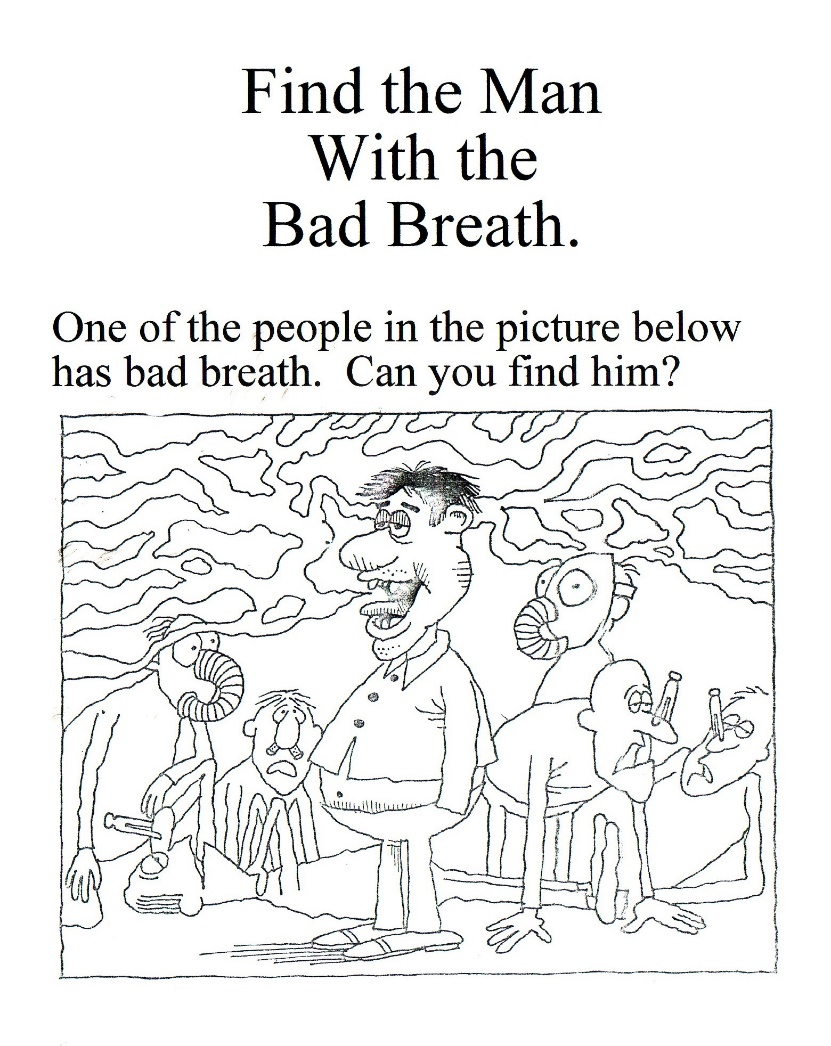 Find the Man
With the
Bad Breath.
One of the people in the picture below
has bad breath.  Can you find him?